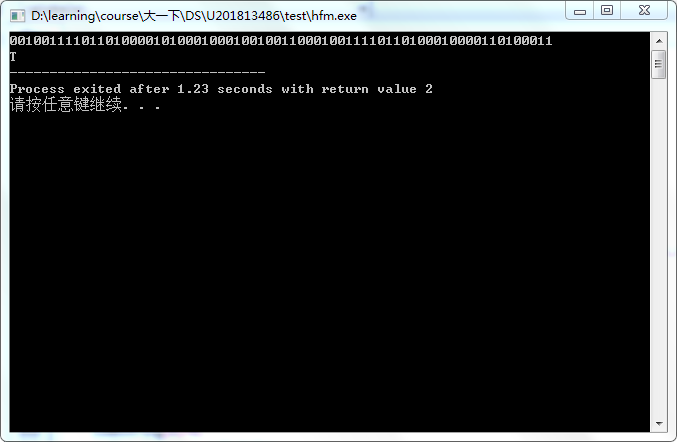 D:\learning\course\大一下\DS\U201813486\test\hfm.exe
00100111101101000010100010001001001100010011110110100010000110100011
T
--------------------------------
Process exited after 1.23 seconds with return value 2
请按任意键继续. . .